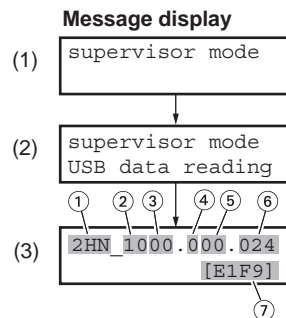 Message display
(1)
supervisor mode
(2)
supervisor mode
USB data reading
① ② ③ ④ ⑤ ⑥
(3)
2HN_1000.000.024
[E1F9]
⑦